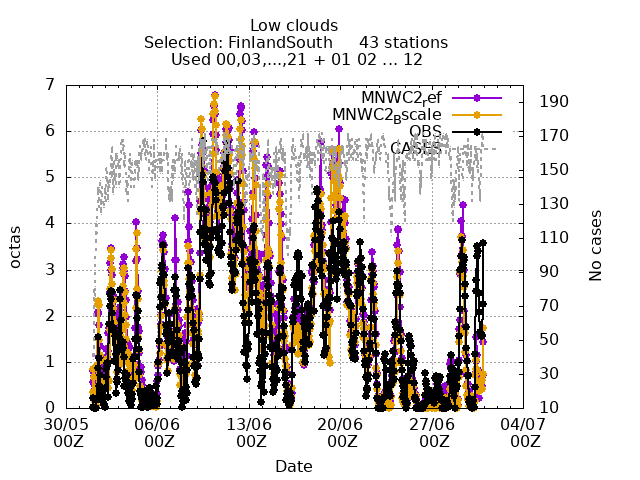 Low clouds
Selection: FinlandSouth 43 stations
Used 00,03,...,21 + 01 02 ... 12
MNWC2ref
MNWC2Bscale
OBS
CASES
octas
7
6
5
4
3
2
1
0
No cases
190
170
150
130
110
90
70
50
30
10
30/05 06/06 13/06 20/06 27/06 04/07
00Z 00Z 00Z 00Z 00Z 00Z
Date